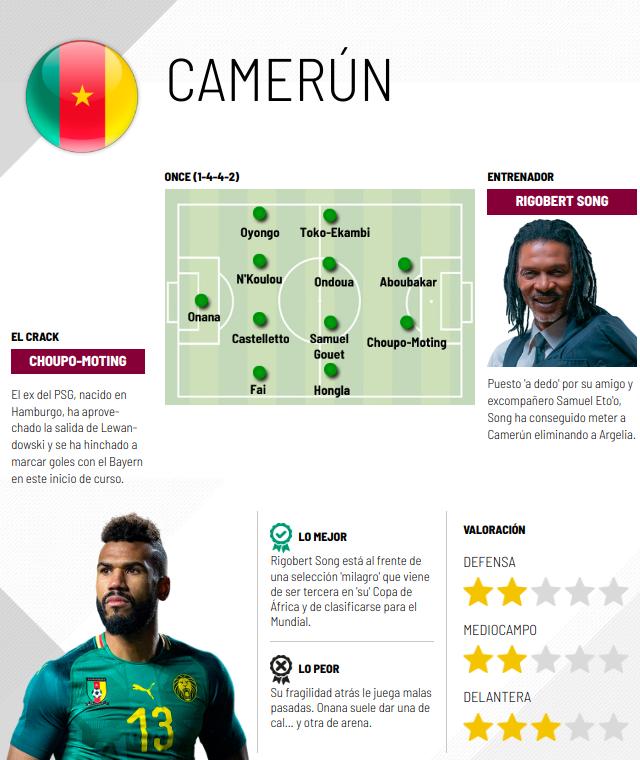 CAMERÚN
ONCE (1-4-4-2)
Oyongo
Toko-Ekambi
N'Koulou
Ondoua
Aboubakar
Onana
Castelletto
Samuel
Gouet
Choupo-Moting
Fai
Hongla
ENTRENADOR
RIGOBERT SONG
Puesto 'a dedo' por su amigo y
excompañero Samuel Eto'o,
Song ha conseguido meter a
Camerún eliminando a Argelia.
EL CRACK
CHOUPO-MOTING
El ex del PSG, nacido en
Hamburgo, ha aprove-
chado la salida de Lewan-
dowski y se ha hinchado a
marcar goles con el Bayern
en este inicio de curso.
13
LO MEJOR
Rigobert Song está al frente de
una selección 'milagro' que viene
de ser tercera en 'su' Copa de
África y de clasificarse para el
Mundial.
LO PEOR
Su fragilidad atrás le juega malas
pasadas. Onana suele dar una de
cal... y otra de arena.
VALORACIÓN
DEFENSA
MEDIOCAMPO
DELANTERA